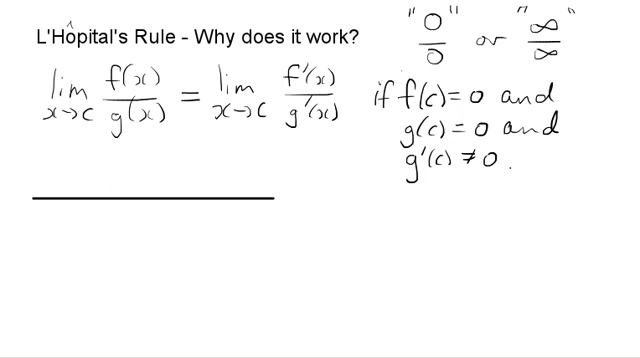 L'Hôpital's Rule - Why does it work?
"0/0" or "∞/∞"
lim x→c f(x)/g(x) = lim x→c f'(x)/g'(x)
if f(c) = 0 and
g(c) = 0 and
g'(c) ≠ 0.